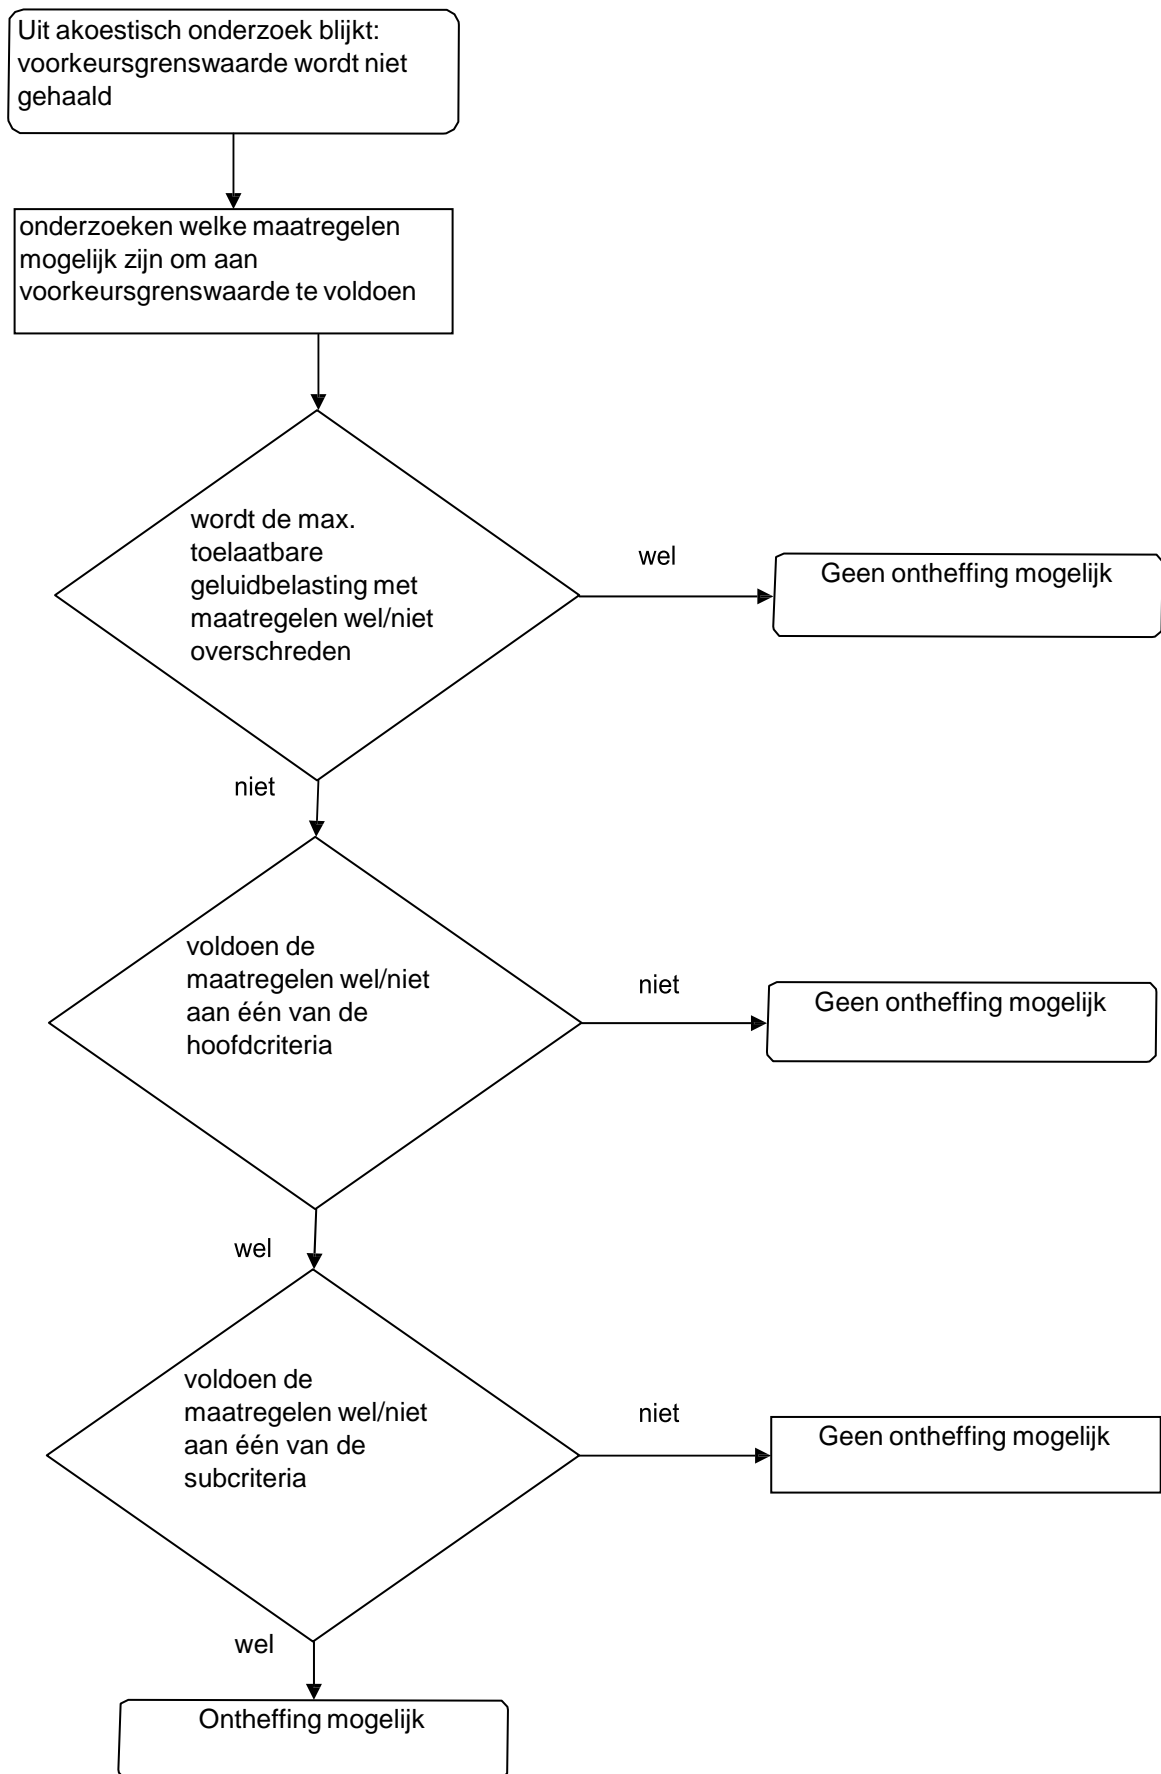 Uit akoestisch onderzoek blijkt:
voorkeursgrenswaarde wordt niet
gehaald
onderzoeken welke maatregelen
mogelijk zijn om aan
voorkeursgrenswaarde te voldoen
wordt de max.
toelaatbare
geluidbelasting met
maatregelen wel/niet
overschreden
wel
Geen ontheffing mogelijk
niet
voldoen de
maatregelen wel/niet
aan één van de
hoofdcriteria
niet
Geen ontheffing mogelijk
wel
voldoen de
maatregelen wel/niet
aan één van de
subcriteria
niet
Geen ontheffing mogelijk
wel
Ontheffing mogelijk